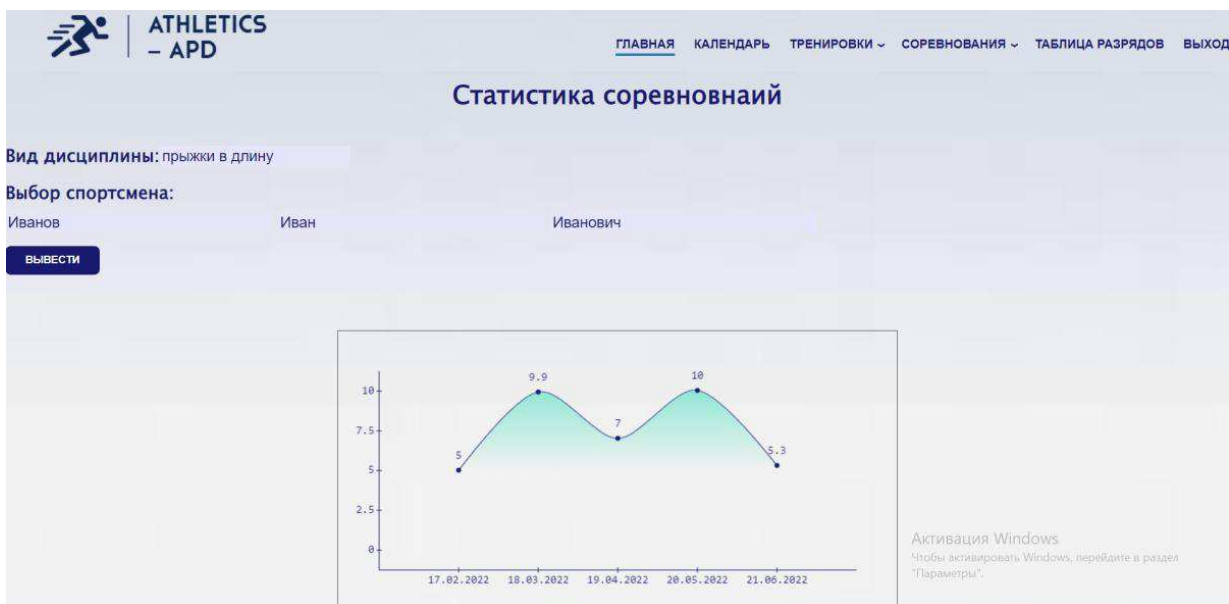 ATHLETICS
– APD
ГЛАВНАЯ КАЛЕНДАРЬ ТРЕНИРОВКИ СОРЕВНОВАНИЯ ТАБЛИЦА РАЗРЯДОВ ВЫХОД
Статистика соревновнаий
Вид дисциплины: прыжки в длину
Выбор спортсмена:
Иванов Иван Иванович
ВЫВЕСТИ
10
7.5
5
2.5
0
5
9.9
7
10
5.3
17.02.2022 18.03.2022 19.04.2022 20.05.2022 21.06.2022
Активация Windows
Чтобы активировать Windows, перейдите в раздел
"Параметры".